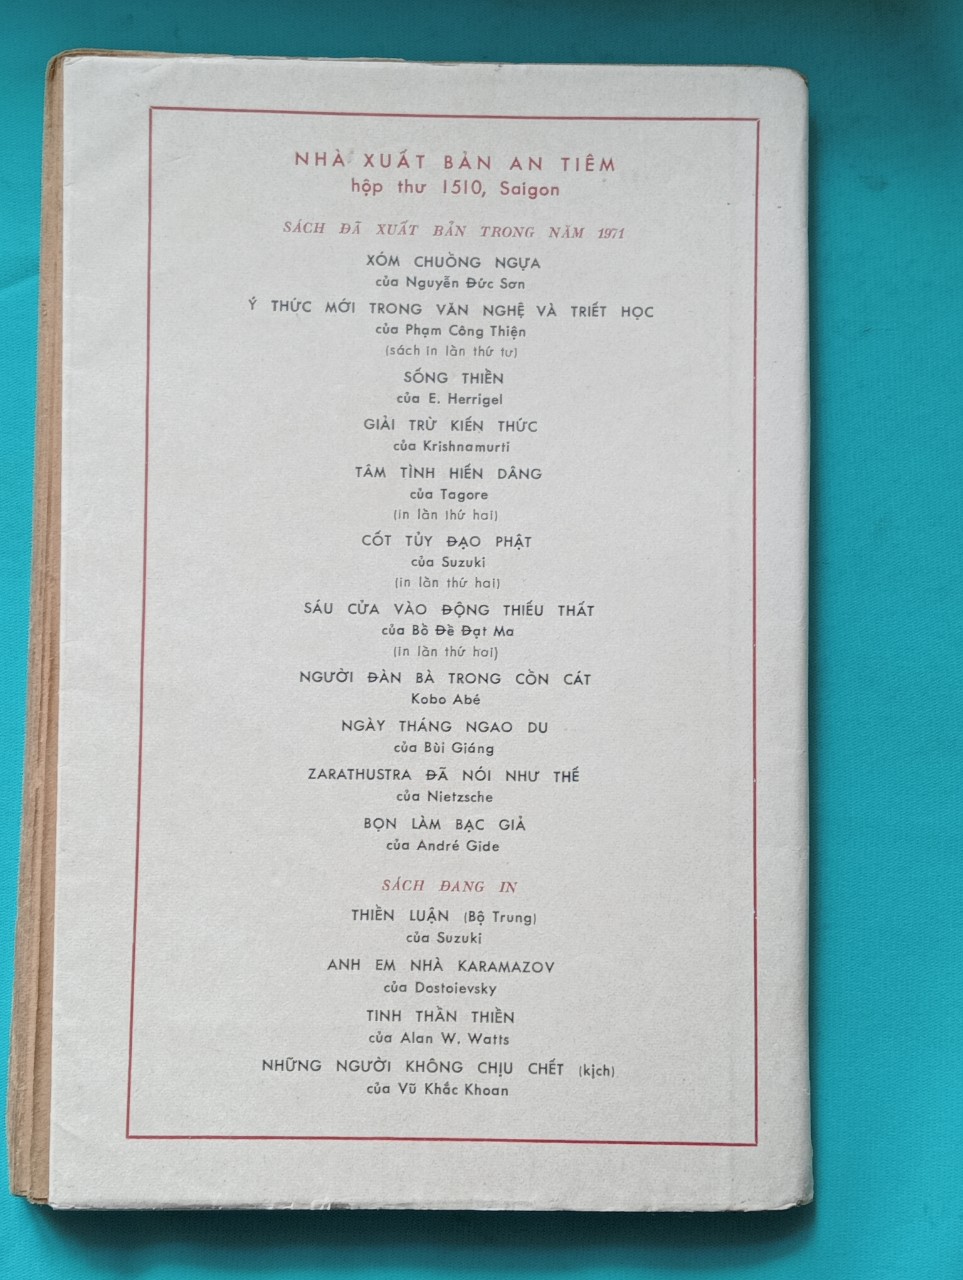 NHÀ XUẤT BẢN AN TIÊM
hộp thư 1510, Saigon
SÁCH ĐÃ XUẤT BẢN TRONG NĂM 1971
XÓM CHUỒNG NGỰA
của Nguyễn Đức Sơn
Ý THỨC MỚI TRONG VĂN NGHỆ VÀ TRIẾT HỌC
của Phạm Công Thiện
(sách in lần thứ tư)
SỐNG THIỀN
của E. Herrigel
GIẢI TRỪ KIẾN THỨC
của Krishnamurti
TÂM TÌNH HIẾN DÂNG
của Tagore
(in lần thứ hai)
CỐT TỦY ĐẠO PHẬT
của Suzuki
(in lần thứ hai)
SÁU CỬA VÀO ĐỘNG THIẾU THẤT
của Bồ Đề Đạt Ma
(in lần thứ hai)
NGƯỜI ĐÀN BÀ TRONG CỒN CÁT
Kobo Abé
NGÀY THÁNG NGAO DU
của Bùi Giáng
ZARATHUSTRA ĐÃ NÓI NHƯ THẾ
của Nietzsche
BỌN LÀM BẠC GIẢ
của André Gide
SÁCH ĐANG IN
THIỀN LUẬN (Bộ Trung)
của Suzuki
ANH EM NHÀ KARAMAZOV
của Dostoievsky
TINH THẦN THIỀN
của Alan W. Watts
NHỮNG NGƯỜI KHÔNG CHỊU CHẾT (kịch)
của Vũ Khắc Khoan